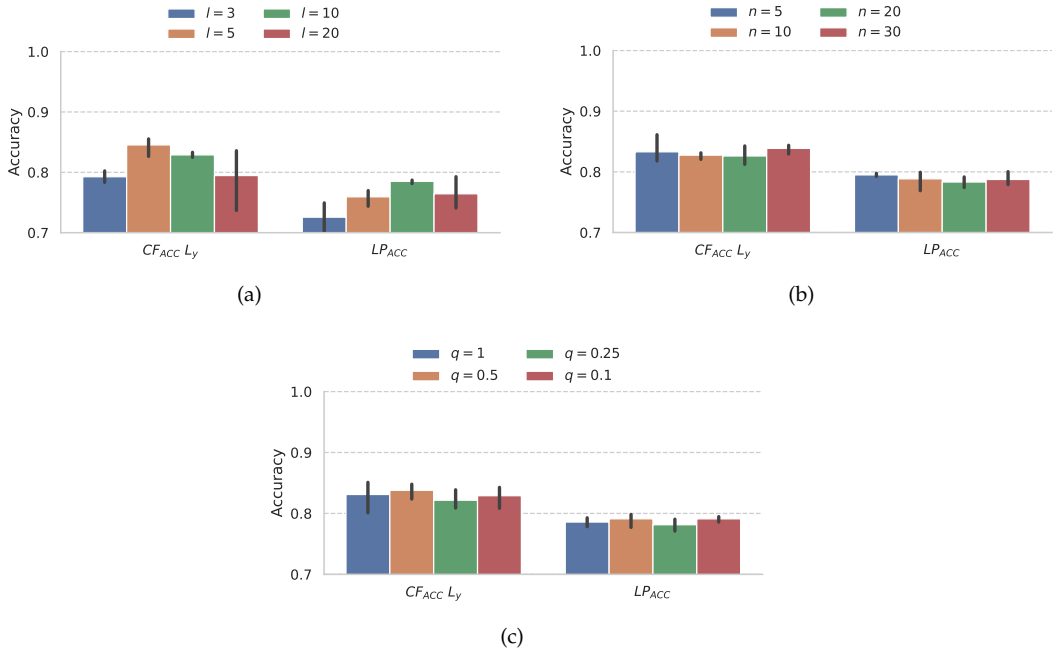 l = 3 l = 10
l = 5 l = 20
1.0
0.9
0.8
0.7
Accuracy
CF_ACC L_y LP_ACC
(a)
n = 5 n = 20
n = 10 n = 30
1.0
0.9
0.8
0.7
Accuracy
CF_ACC L_y LP_ACC
(b)
q = 1 q = 0.25
q = 0.5 q = 0.1
1.0
0.9
0.8
0.7
Accuracy
CF_ACC L_y LP_ACC
(c)